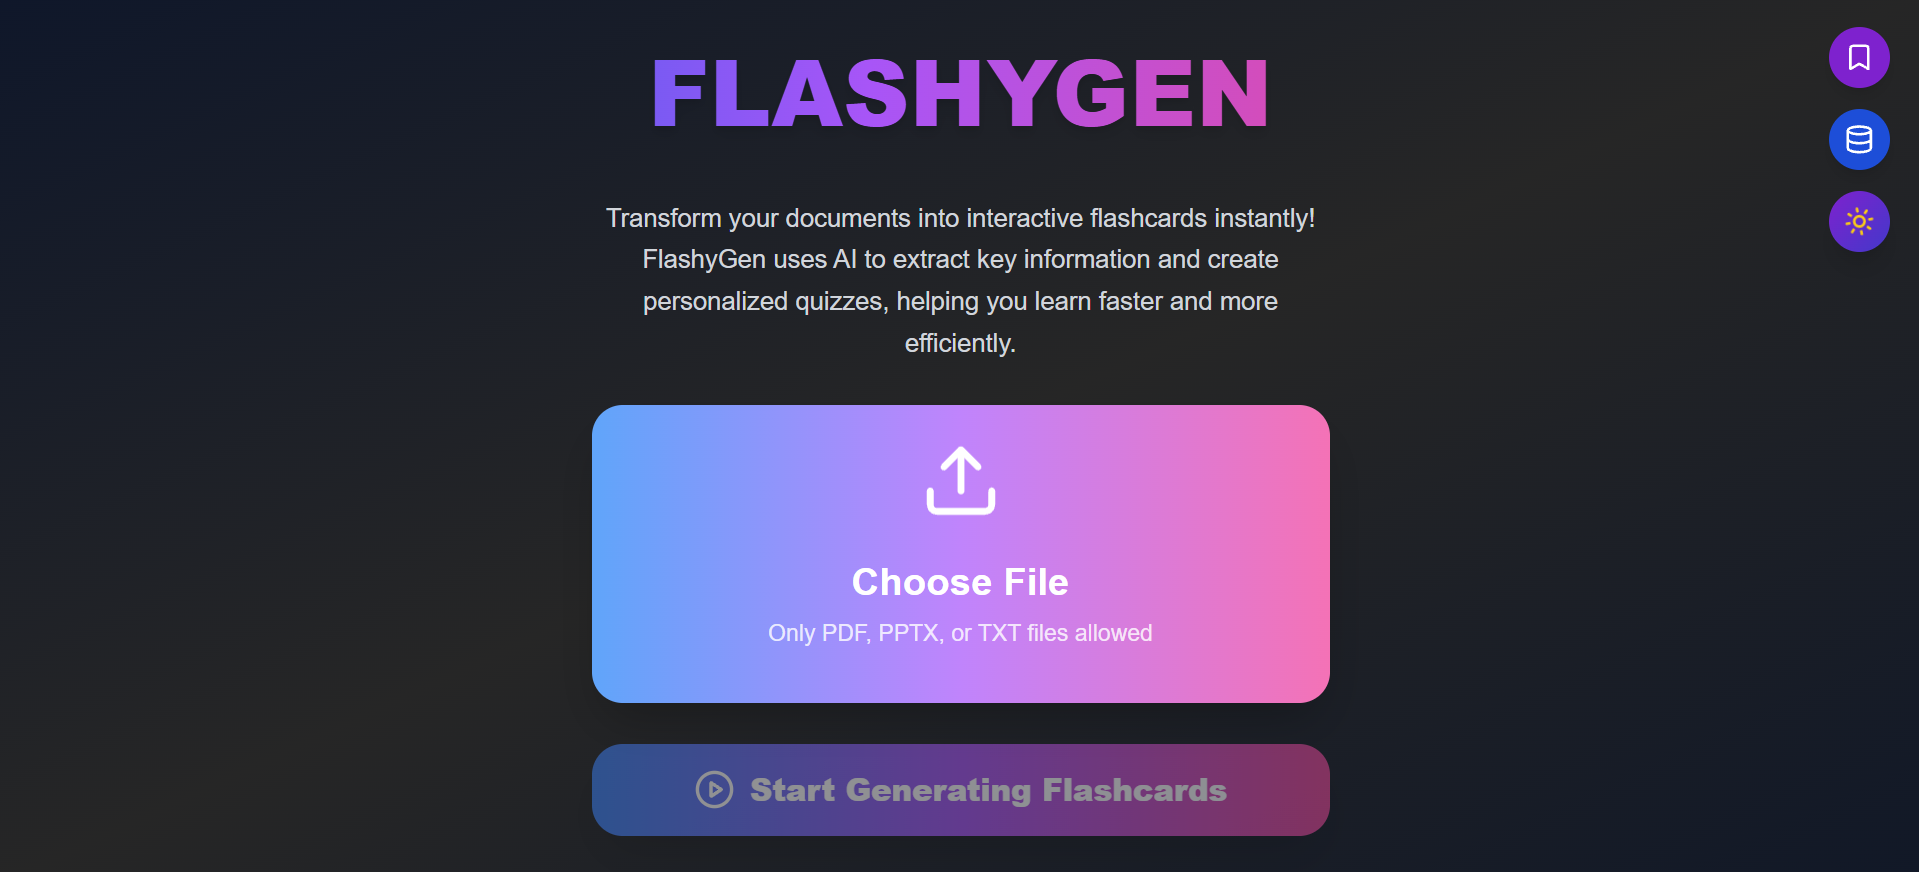 FLASHYGEN
Transform your documents into interactive flashcards instantly!
FlashyGen uses AI to extract key information and create
personalized quizzes, helping you learn faster and more
efficiently.
Choose File
Only PDF, PPTX, or TXT files allowed
Start Generating Flashcards